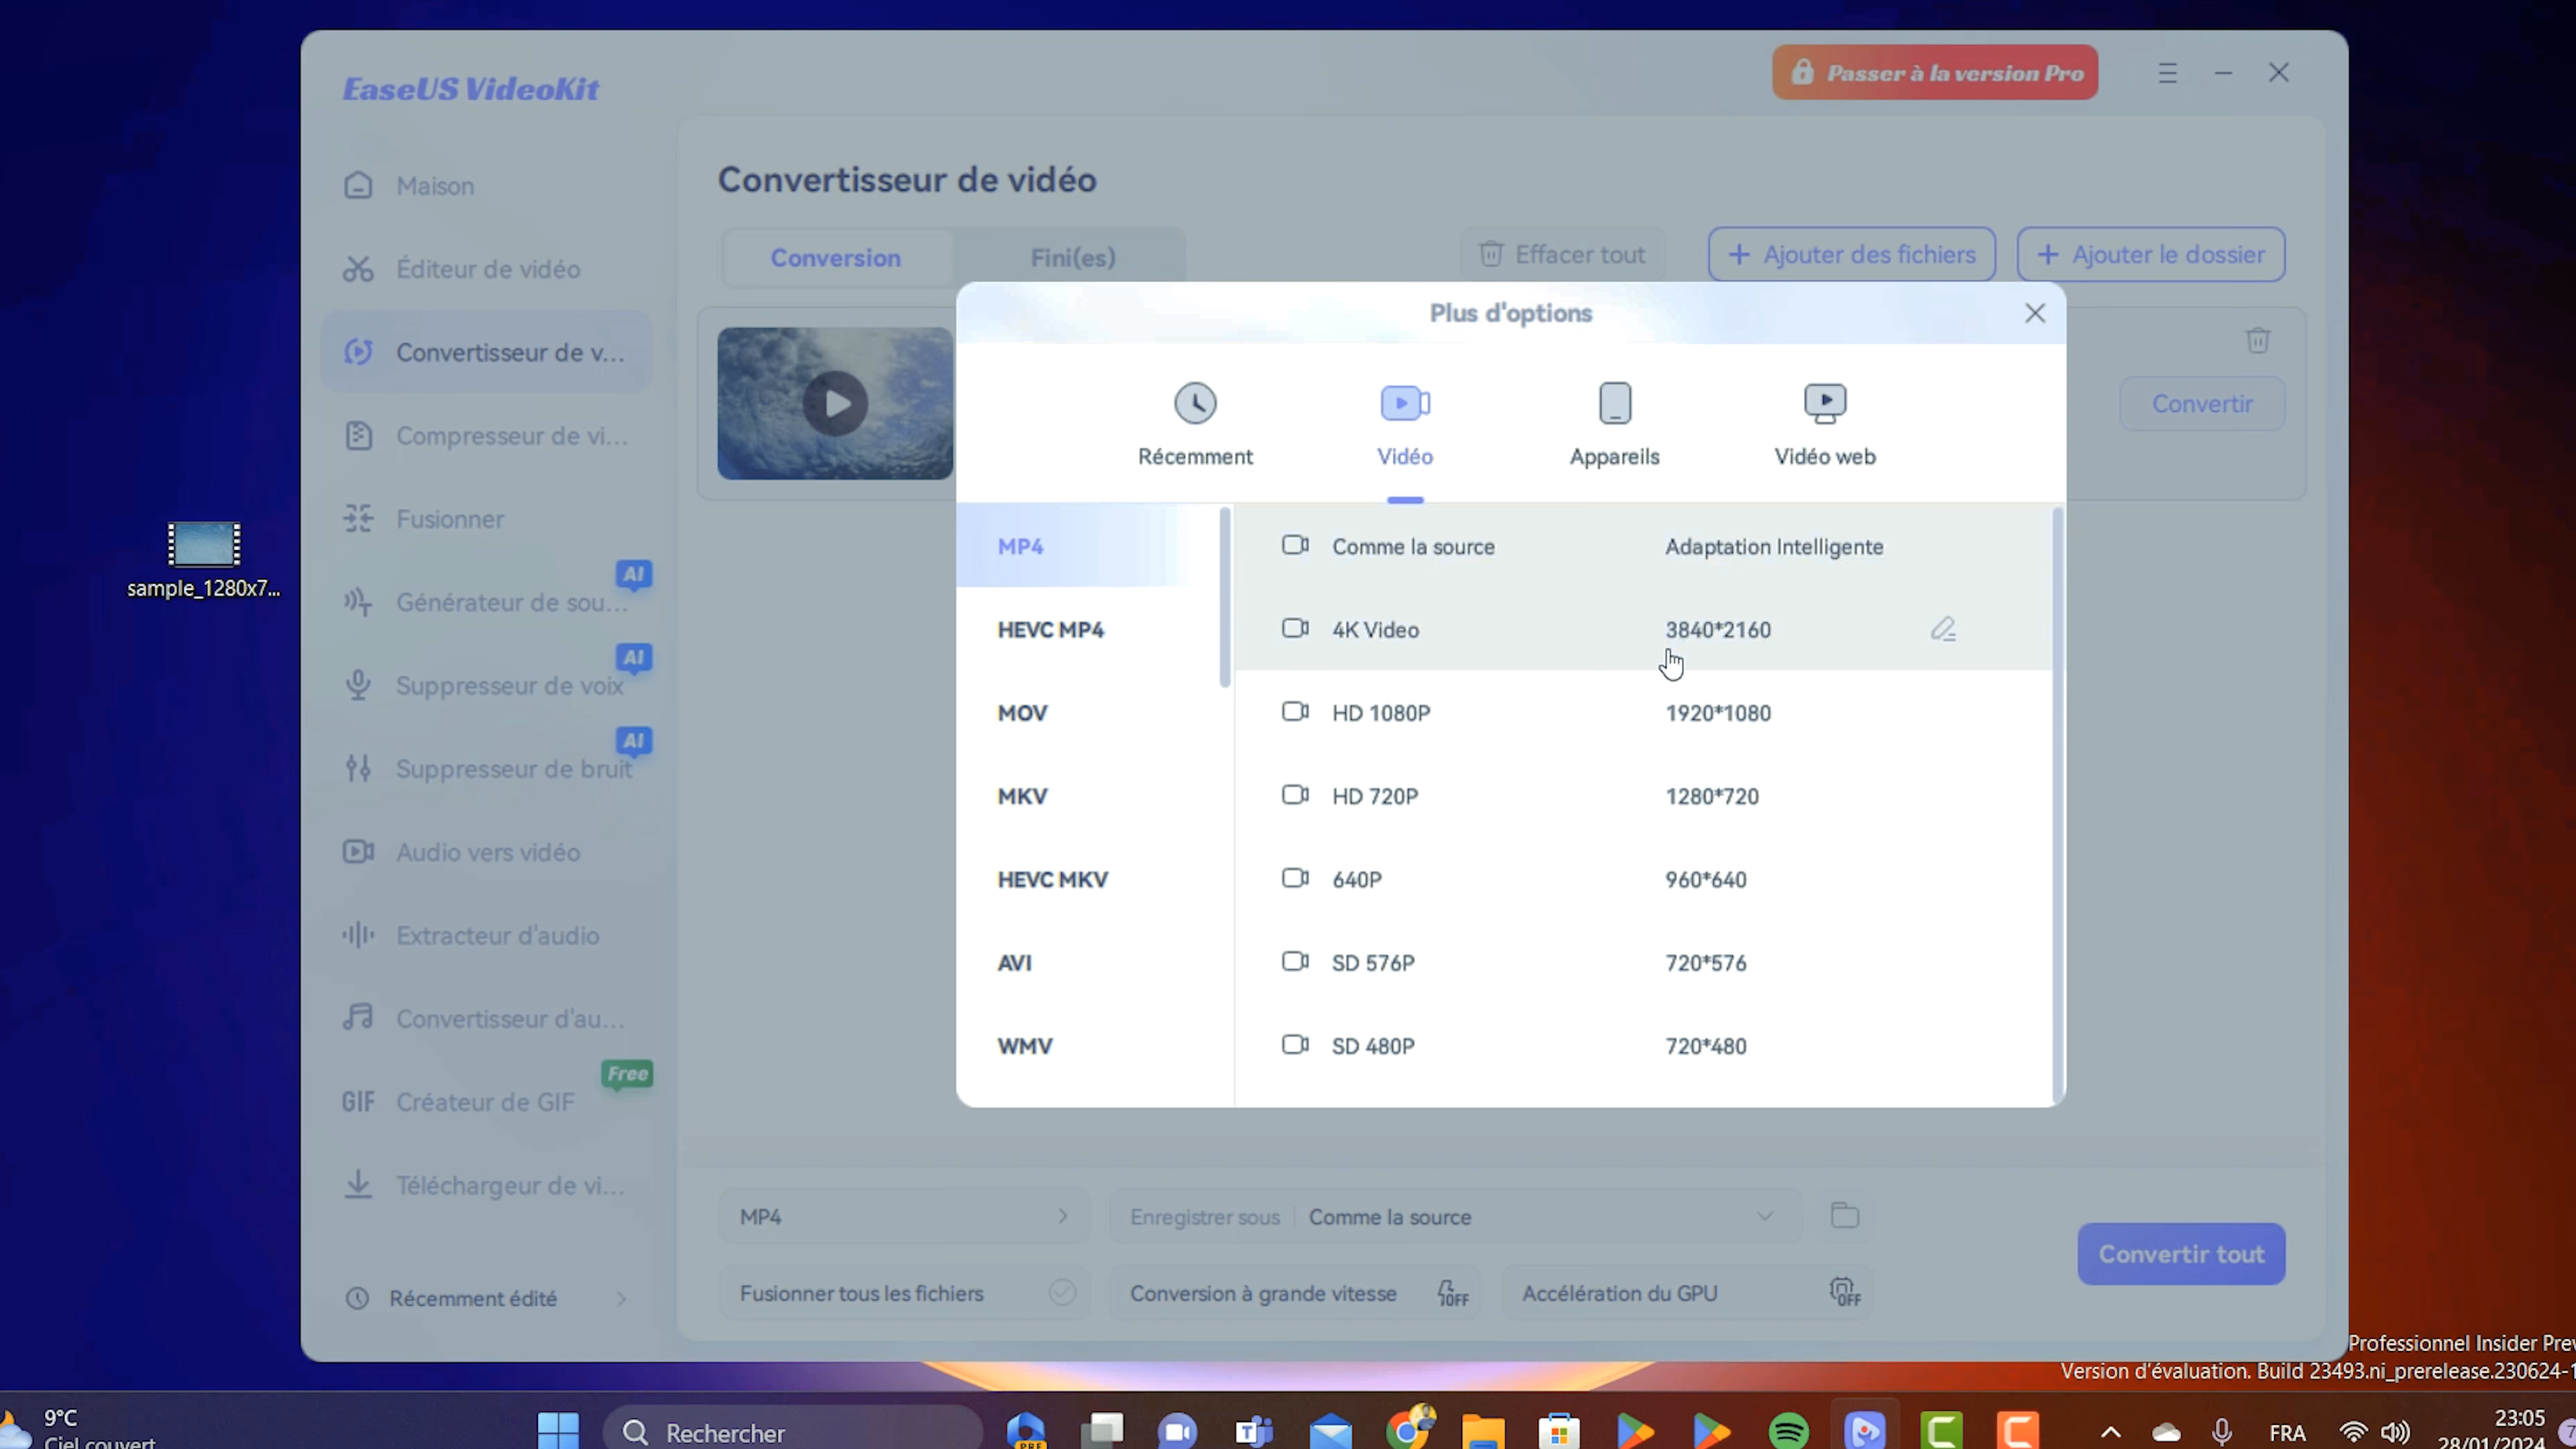 EaseUS VideoKit
Passer à la version Pro
Maison
Éditeur de vidéo
Convertisseur de v...
Compresseur de vi...
Fusionner
AI
Générateur de sou...
AI
Suppresseur de voix
AI
Suppresseur de bruit
Audio vers vidéo
Extracteur d'audio
Convertisseur d'au...
Free
GIF Créateur de GIF
Téléchargeur de vi...
Récemment édité
Convertisseur de vidéo
Conversion
Fini(es)
Effacer tout
+ Ajouter des fichiers
+ Ajouter le dossier
Convertir
Plus d'options
Récemment
Vidéo
Appareils
Vidéo web
MP4
HEVC MP4
MOV
MKV
HEVC MKV
AVI
WMV
Comme la source Adaptation Intelligente
4K Video 3840*2160
HD 1080P 1920*1080
HD 720P 1280*720
640P 960*640
SD 576P 720*576
SD 480P 720*480
MP4
Enregistrer sous Comme la source
Fusionner tous les fichiers
Conversion à grande vitesse OFF
Accélération du GPU OFF
Convertir tout
sample_1280x7...
Professionnel Insider Prev
Version d'évaluation. Build 23493.ni_prerelease.230624-1
9°C
Ciel couvert
Rechercher
PRE
FRA
23:05
28/01/2024